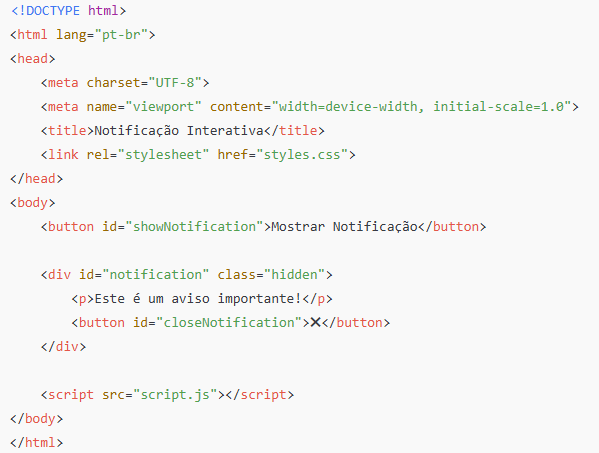 <!DOCTYPE html>
<html lang="pt-br">
<head>
    <meta charset="UTF-8">
    <meta name="viewport" content="width=device-width, initial-scale=1.0">
    <title>Notificação Interativa</title>
    <link rel="stylesheet" href="styles.css">
</head>
<body>
    <button id="showNotification">Mostrar Notificação</button>

    <div id="notification" class="hidden">
        <p>Este é um aviso importante!</p>
        <button id="closeNotification">❌</button>
    </div>

    <script src="script.js"></script>
</body>
</html>